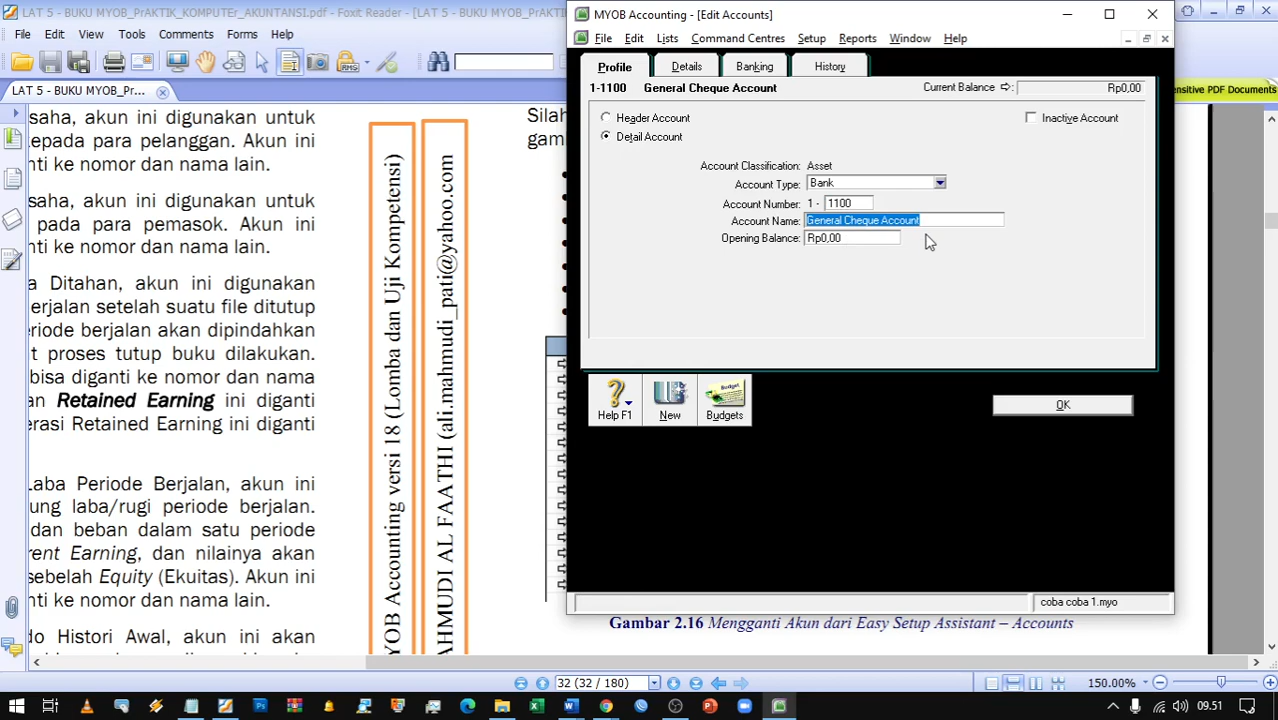 LAT 5 - BUKU MYOB_PrAKTIK_KOMPUTEr_AKUNTANSI.pdf - Foxit Reader - [LAT 5 - BUKU MYOB_PrAK
File Edit View Tools Comments Forms Help
LAT 5 - BUKU MYOB_Pr...
ensitive PDF Documents
saha, akun ini digunakan untuk
kepada para pelanggan. Akun ini
nti ke nomor dan nama lain.
saha, akun ini digunakan untuk
pada para pemasok. Akun ini
nti ke nomor dan nama lain.
a Ditahan, akun ini digunakan
erjalan setelah suatu file ditutup
eriode berjalan akan dipindahkan
t proses tutup buku dilakukan.
bisa diganti ke nomor dan nama
an Retained Earning ini diganti
erasi Retained Earning ini diganti
Laba Periode Berjalan, akun ini
ung laba/rugi periode berjalan.
dan beban dalam satu periode
rent Earning, dan nilainya akan
sebelah Equity (Ekuitas). Akun ini
nti ke nomor dan nama lain.
do Histori Awal, akun ini akan
YOB Accounting versi 18 (Lomba dan Uji Kompetensi)
AHMUDI AL FAATHI (ali.mahmudi_pati@yahoo.com
Silah
gam
MYOB Accounting - [Edit Accounts]
File Edit Lists Command Centres Setup Reports Window Help
Profile Details Banking History
1-1100 General Cheque Account Current Balance Rp0,00
Header Account Inactive Account
Detail Account
Account Classification: Asset
Account Type: Bank
Account Number: 1 - 1100
Account Name: General Cheque Account
Opening Balance: Rp0,00
Help F1 New Budgets OK
coba coba 1.myo
Gambar 2.16 Mengganti Akun dari Easy Setup Assistant – Accounts
32 (32 / 180) 150.00%
09.51